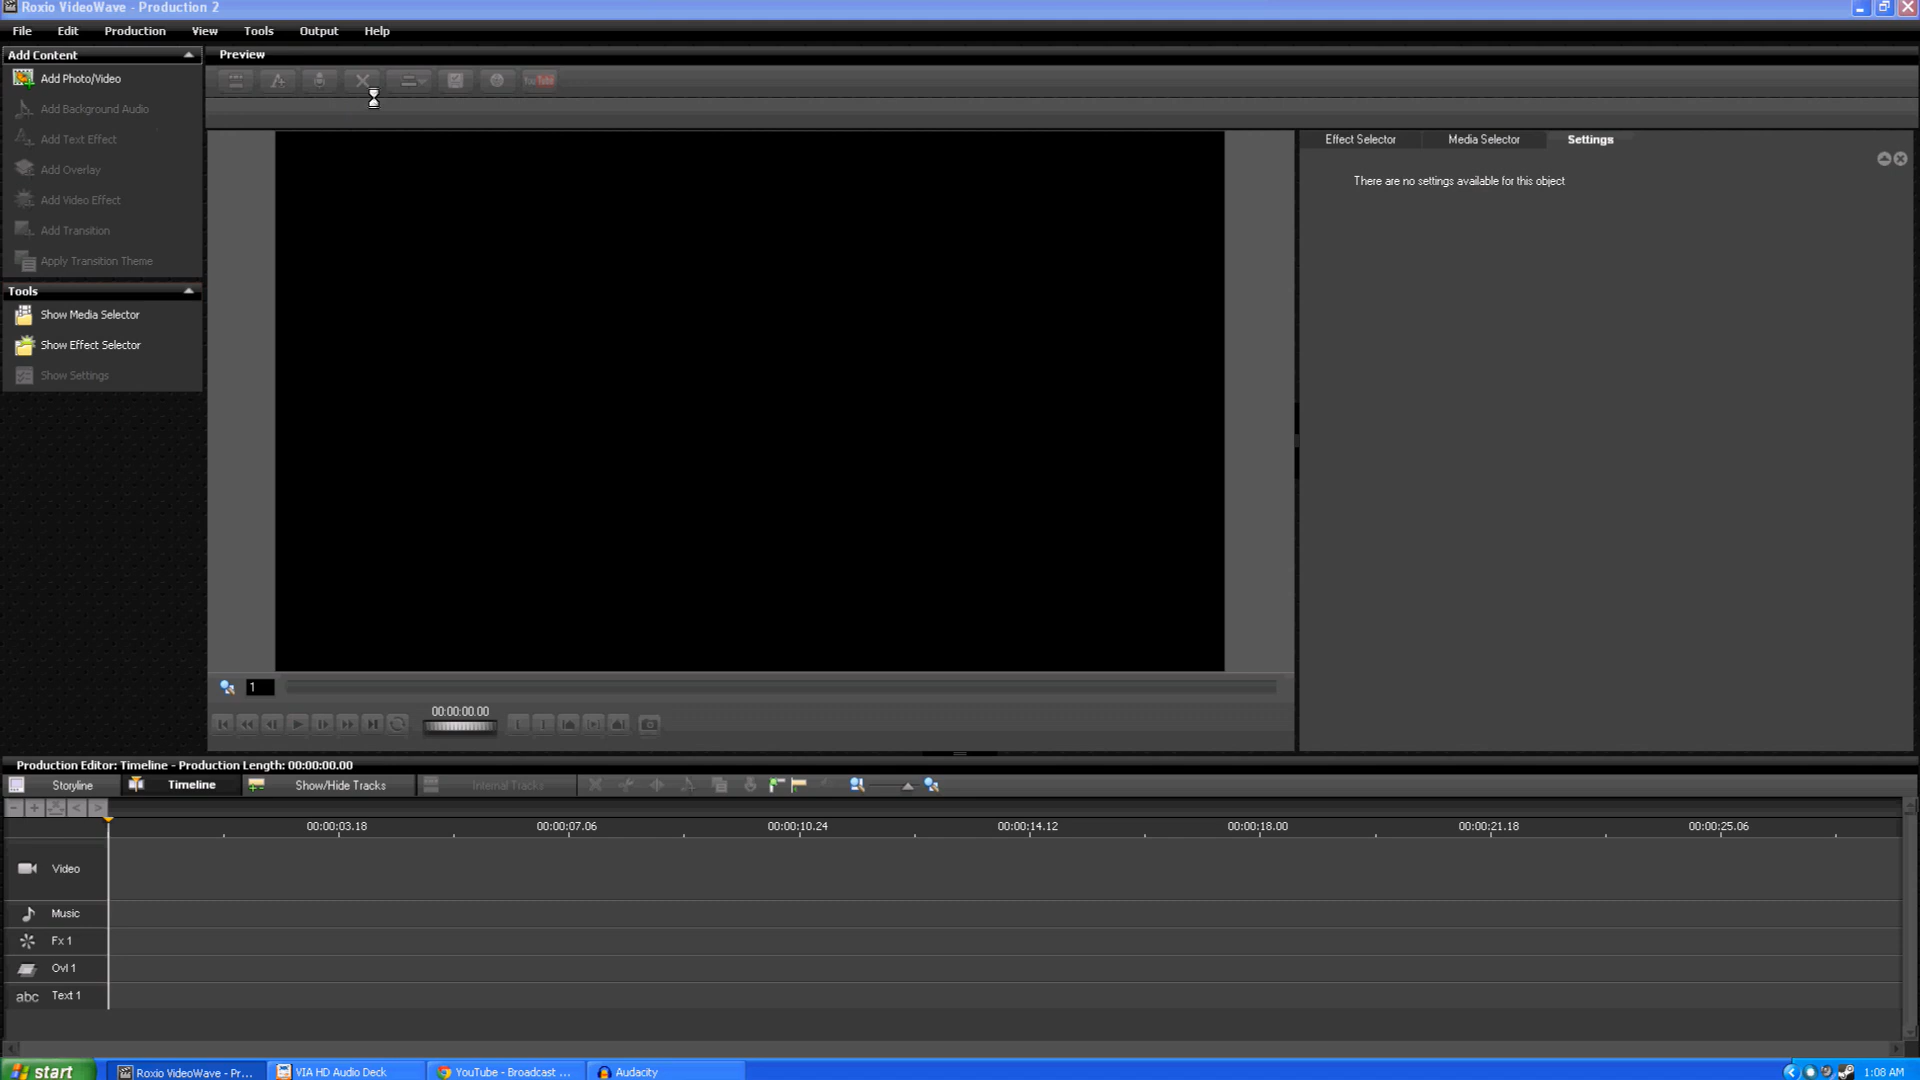 Roxio VideoWave - Production 2
File Edit Production View Tools Output Help
Add Content
Preview
Add Photo/Video
YouTube
Add Background Audio
Add Text Effect
Effect Selector Media Selector Settings
Add Overlay
There are no settings available for this object
Add Video Effect
Add Transition
Apply Transition Theme
Tools
Show Media Selector
Show Effect Selector
Show Settings
1
00:00:00.00
Production Editor: Timeline - Production Length: 00:00:00.00
Storyline Timeline Show/Hide Tracks Internal Tracks
00:00:03.18 00:00:07.06 00:00:10.24 00:00:14.12 00:00:18.00 00:00:21.18 00:00:25.06
Video
Music
Fx 1
Ovl 1
abc Text 1
start Roxio VideoWave - Pr... VIA HD Audio Deck YouTube - Broadcast ... Audacity 1:08 AM